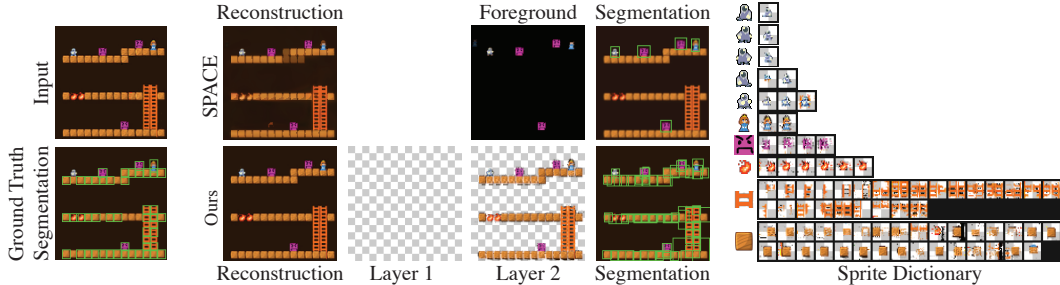 Reconstruction
Foreground
Segmentation
Input
SPACE
Ground Truth
Segmentation
Ours
Reconstruction
Layer 1
Layer 2
Segmentation
Sprite Dictionary